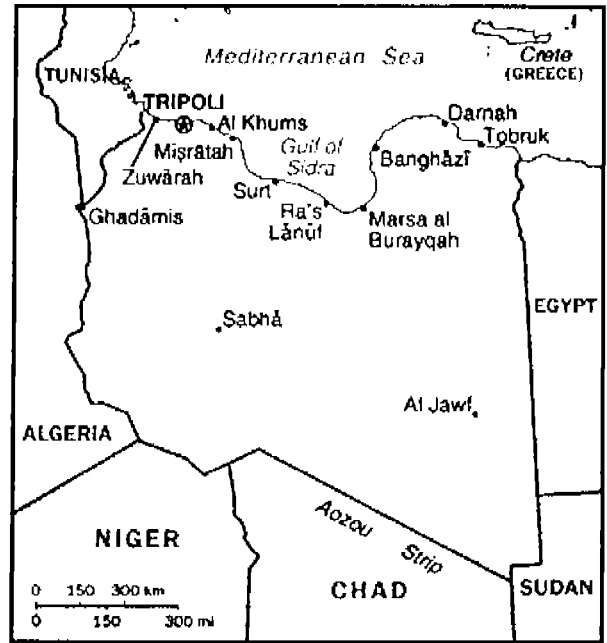 Mediterranean Sea
Crete
(GREECE)
TUNISIA
TRIPOLI
Al Khums
Mişrātah
Zuwārah
Gulf of
Sidra
Darnah
Tobruk
Banghāzī
Surt
Ra's
Lānūf
Marsa al
Burayqah
Ghadāmis
Sabhā
EGYPT
Al Jawf
ALGERIA
Aozou
Strip
NIGER
CHAD
SUDAN
0 150 300 km
0 150 300 mi